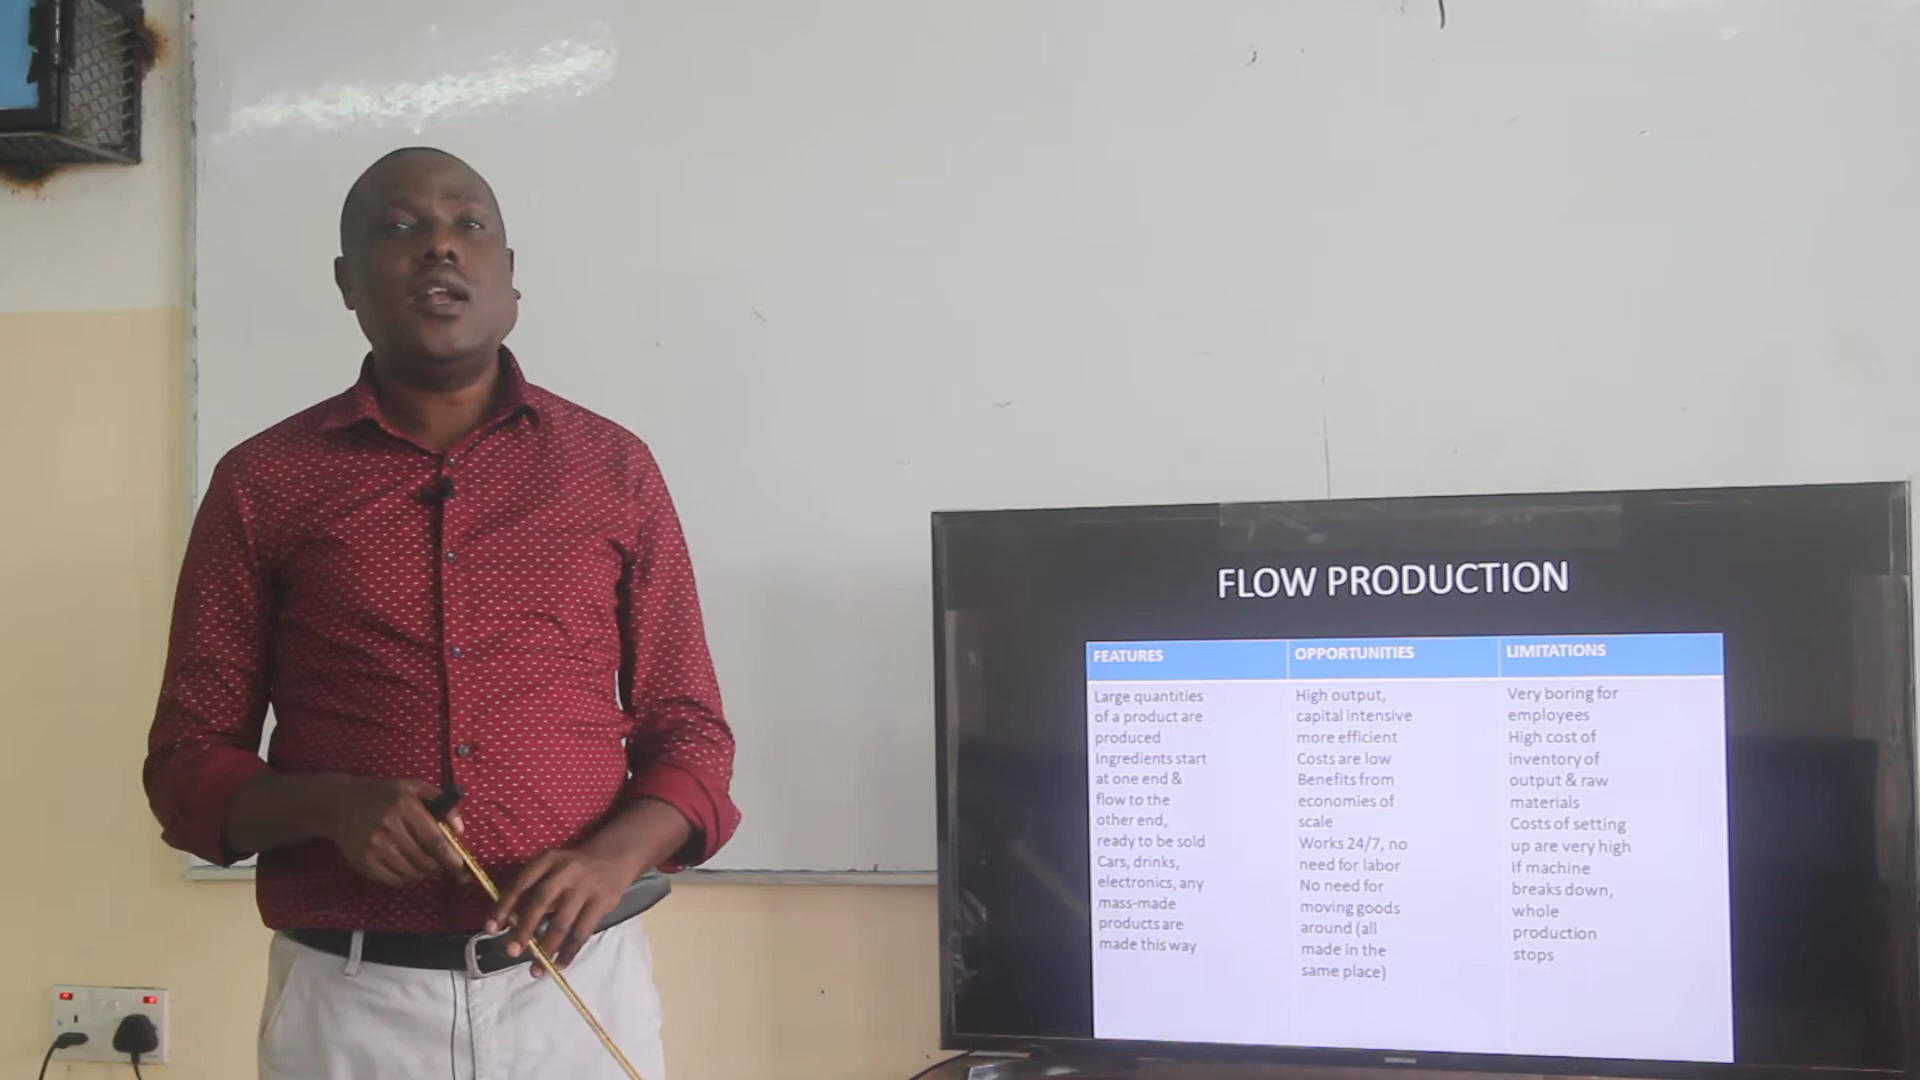 FLOW PRODUCTION
FEATURES
Large quantities
of a product are
produced
Ingredients start
at one end &
flow to the
other end,
ready to be sold
Cars, drinks,
electronics, any
mass-made
products are
made this way
OPPORTUNITIES
High output,
capital intensive
more efficient
Costs are low
Benefits from
economies of
scale
Works 24/7, no
need for labor
No need for
moving goods
around (all
made in the
same place)
LIMITATIONS
Very boring for
employees
High cost of
inventory of
output & raw
materials
Costs of setting
up are very high
If machine
breaks down,
whole
production
stops
SAMSUNG